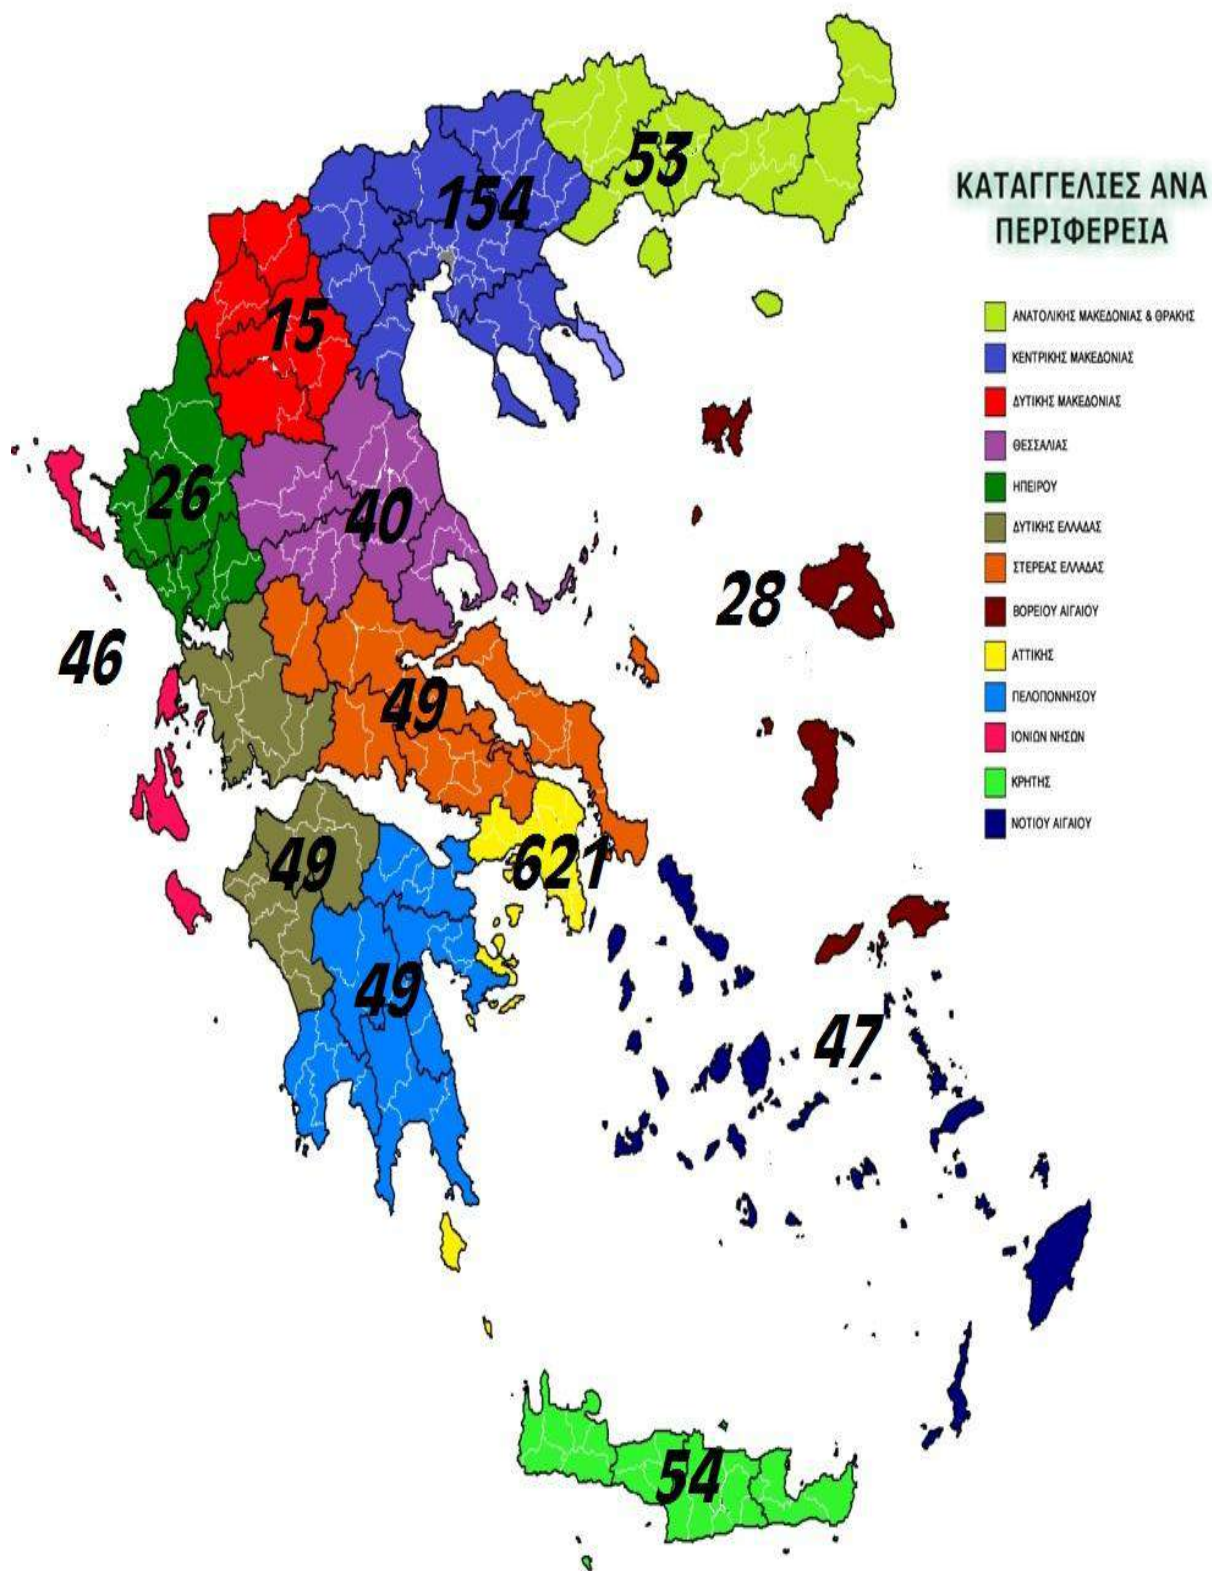 53
154
15
26
40
28
46
49
621
49
49
47
54
ΚΑΤΑΓΓΕΛΙΕΣ ΑΝΑ
ΠΕΡΙΦΕΡΕΙΑ
ΑΝΑΤΟΛΙΚΗΣ ΜΑΚΕΔΟΝΙΑΣ & ΘΡΑΚΗΣ
ΚΕΝΤΡΙΚΗΣ ΜΑΚΕΔΟΝΙΑΣ
ΔΥΤΙΚΗΣ ΜΑΚΕΔΟΝΙΑΣ
ΘΕΣΣΑΛΙΑΣ
ΗΠΕΙΡΟΥ
ΔΥΤΙΚΗΣ ΕΛΛΑΔΑΣ
ΣΤΕΡΕΑΣ ΕΛΛΑΔΑΣ
ΒΟΡΕΙΟΥ ΑΙΓΑΙΟΥ
ΑΤΤΙΚΗΣ
ΠΕΛΟΠΟΝΝΗΣΟΥ
ΙΟΝΙΩΝ ΝΗΣΩΝ
ΚΡΗΤΗΣ
ΝΟΤΙΟΥ ΑΙΓΑΙΟΥ